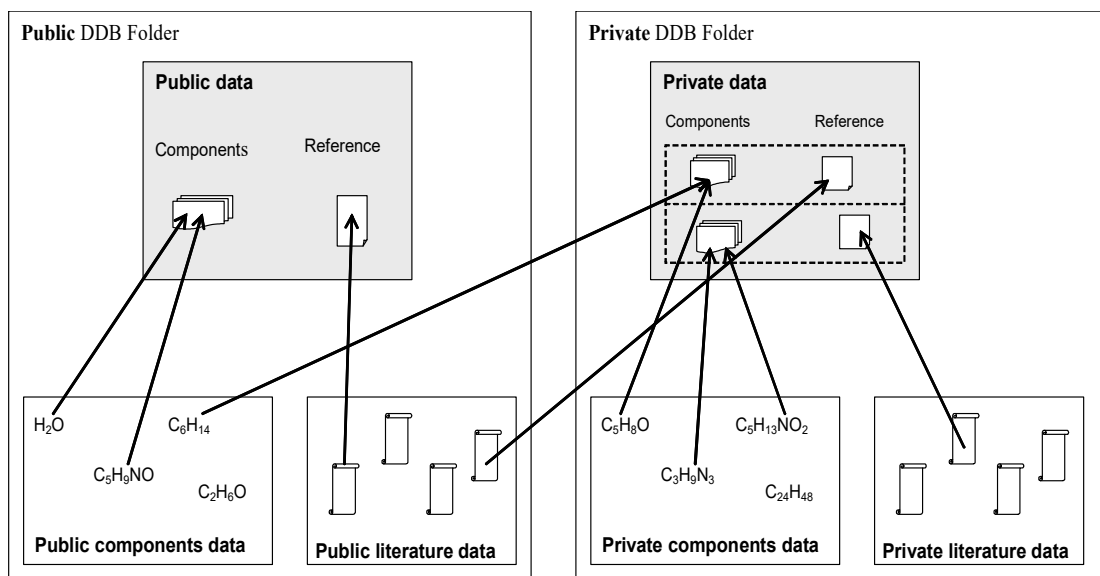 Public DDB Folder
Public data
Components
Reference
H₂O
C₆H₁₄
C₅H₉NO
C₂H₆O
Public components data
Public literature data
Private DDB Folder
Private data
Components
Reference
C₅H₈O
C₅H₁₃NO₂
C₃H₉N₃
C₂₄H₄₈
Private components data
Private literature data